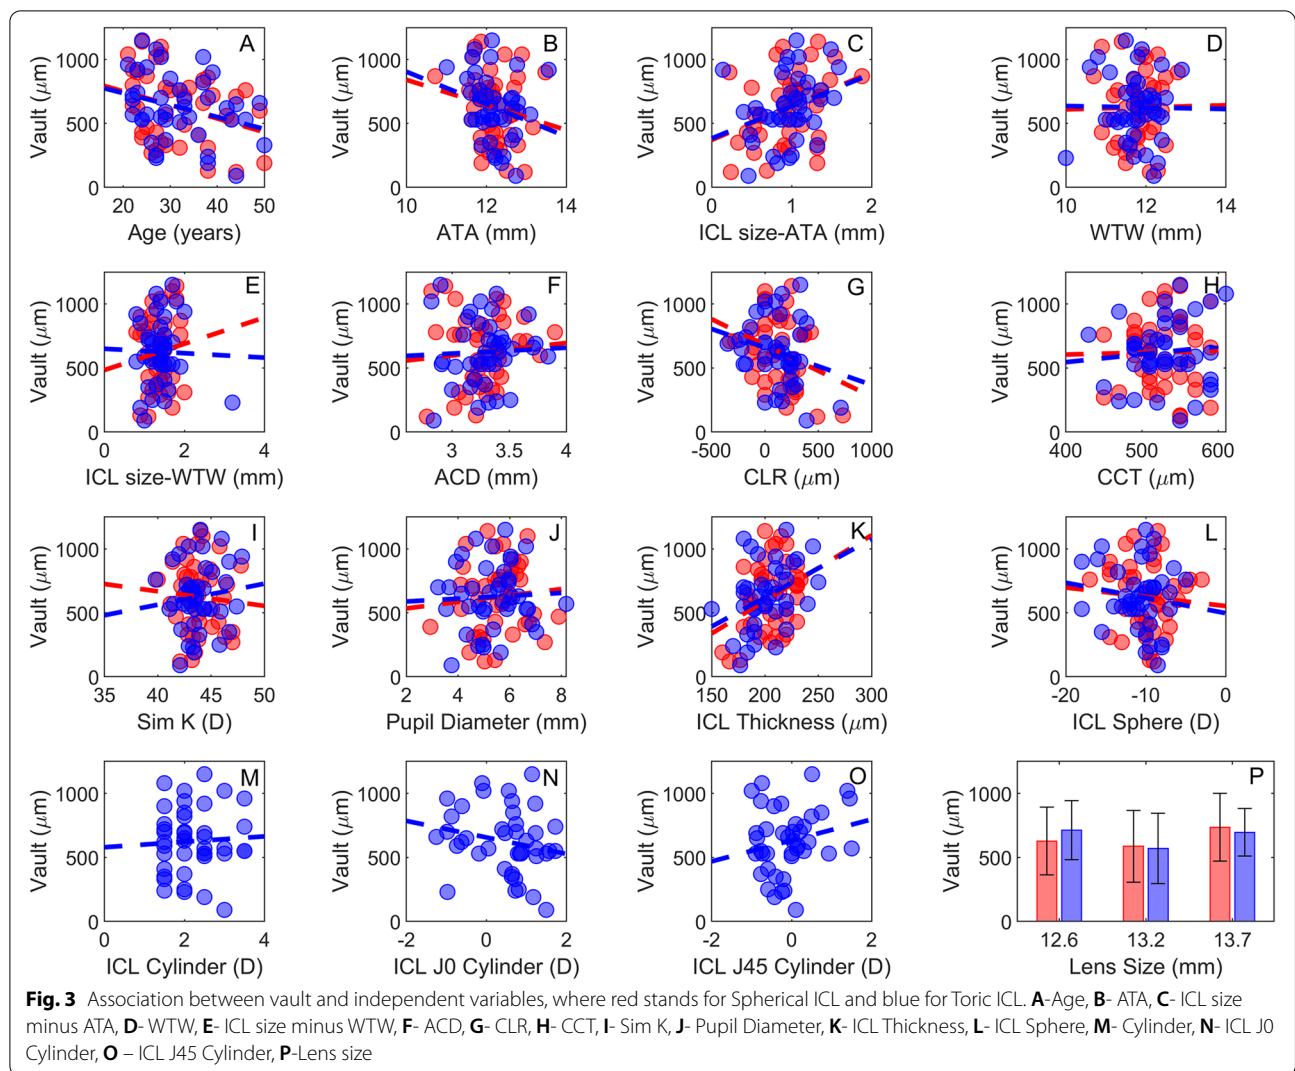 A
Vault (μm)
1000
500
0
20 30 40 50
Age (years)
B
Vault (μm)
1000
500
0
10 12 14
ATA (mm)
C
Vault (μm)
1000
500
0
0 1 2
ICL size-ATA (mm)
D
Vault (μm)
1000
500
0
10 12 14
WTW (mm)
E
Vault (μm)
1000
500
0
0 2 4
ICL size-WTW (mm)
F
Vault (μm)
1000
500
0
3 3.5 4
ACD (mm)
G
Vault (μm)
1000
500
0
-500 0 500 1000
CLR (μm)
H
Vault (μm)
1000
500
0
400 500 600
CCT (μm)
I
Vault (μm)
1000
500
0
35 40 45 50
Sim K (D)
J
Vault (μm)
1000
500
0
2 4 6 8
Pupil Diameter (mm)
K
Vault (μm)
1000
500
0
150 200 250 300
ICL Thickness (μm)
L
Vault (μm)
1000
500
0
-20 -10 0
ICL Sphere (D)
M
Vault (μm)
1000
500
0
0 2 4
ICL Cylinder (D)
N
Vault (μm)
1000
500
0
-2 0 2
ICL J0 Cylinder (D)
O
Vault (μm)
1000
500
0
-2 0 2
ICL J45 Cylinder (D)
P
Vault (μm)
1000
500
0
12.6 13.2 13.7
Lens Size (mm)
Fig. 3 Association between vault and independent variables, where red stands for Spherical ICL and blue for Toric ICL. A-Age, B- ATA, C- ICL size
minus ATA, D- WTW, E- ICL size minus WTW, F- ACD, G- CLR, H- CCT, I- Sim K, J- Pupil Diameter, K- ICL Thickness, L- ICL Sphere, M- Cylinder, N- ICL J0
Cylinder, O – ICL J45 Cylinder, P-Lens size